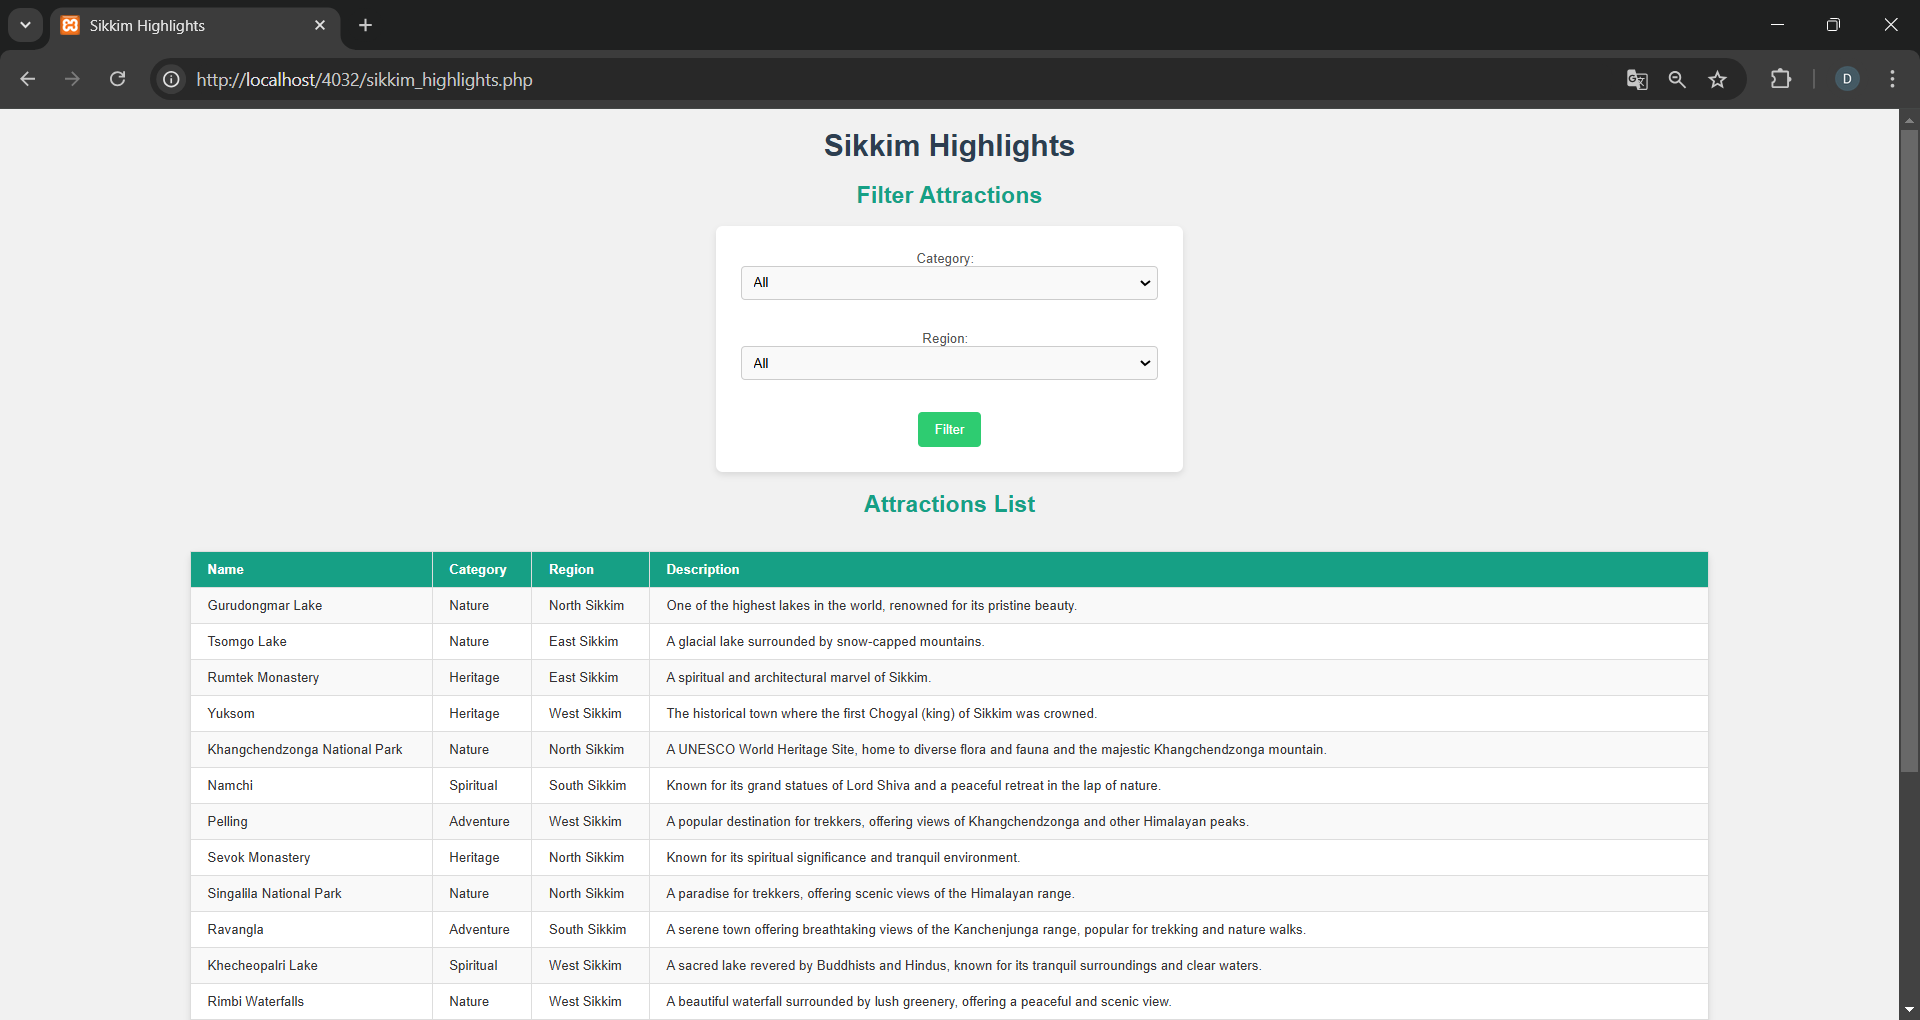 Sikkim Highlights
http://localhost/4032/sikkim_highlights.php
D
Sikkim Highlights
Filter Attractions
Category:
All
Region:
All
Filter
Attractions List
Name Category Region Description
Gurudongmar Lake Nature North Sikkim One of the highest lakes in the world, renowned for its pristine beauty.
Tsomgo Lake Nature East Sikkim A glacial lake surrounded by snow-capped mountains.
Rumtek Monastery Heritage East Sikkim A spiritual and architectural marvel of Sikkim.
Yuksom Heritage West Sikkim The historical town where the first Chogyal (king) of Sikkim was crowned.
Khangchendzonga National Park Nature North Sikkim A UNESCO World Heritage Site, home to diverse flora and fauna and the majestic Khangchendzonga mountain.
Namchi Spiritual South Sikkim Known for its grand statues of Lord Shiva and a peaceful retreat in the lap of nature.
Pelling Adventure West Sikkim A popular destination for trekkers, offering views of Khangchendzonga and other Himalayan peaks.
Sevok Monastery Heritage North Sikkim Known for its spiritual significance and tranquil environment.
Singalila National Park Nature North Sikkim A paradise for trekkers, offering scenic views of the Himalayan range.
Ravangla Adventure South Sikkim A serene town offering breathtaking views of the Kanchenjunga range, popular for trekking and nature walks.
Khecheopalri Lake Spiritual West Sikkim A sacred lake revered by Buddhists and Hindus, known for its tranquil surroundings and clear waters.
Rimbi Waterfalls Nature West Sikkim A beautiful waterfall surrounded by lush greenery, offering a peaceful and scenic view.